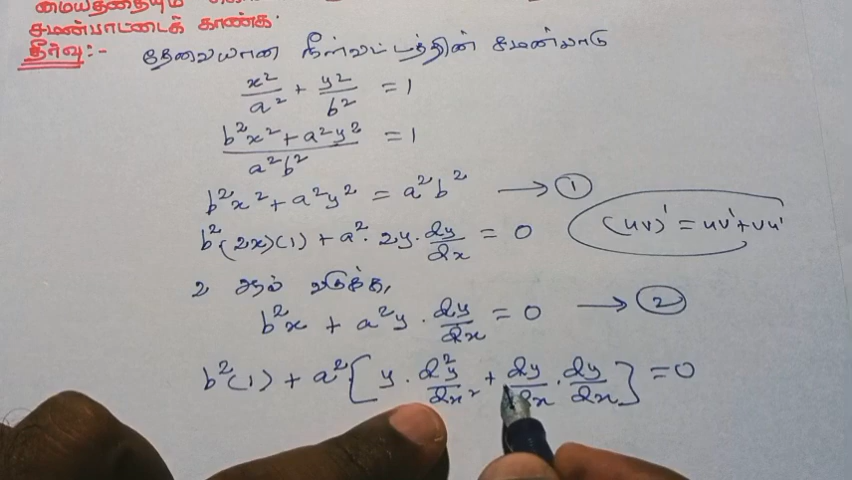 மையத்தையும்
சமன்பாட்டைக் காண்க.
தீர்வு:- தேவையான நீள்வட்டத்தின் சமன்பாடு
x²/a² + y²/b² = 1
(b²x² + a²y²)/(a²b²) = 1
b²x² + a²y² = a²b² → ①
b²(2x)(1) + a². 2y. dy/dx = 0 (uv)' = uv' + vu'
2 ஆல் வகுக்க,
b²x + a²y . dy/dx = 0 → ②
b²(1) + a²[y . d²y/dx² + dy/dx . dy/dx] = 0